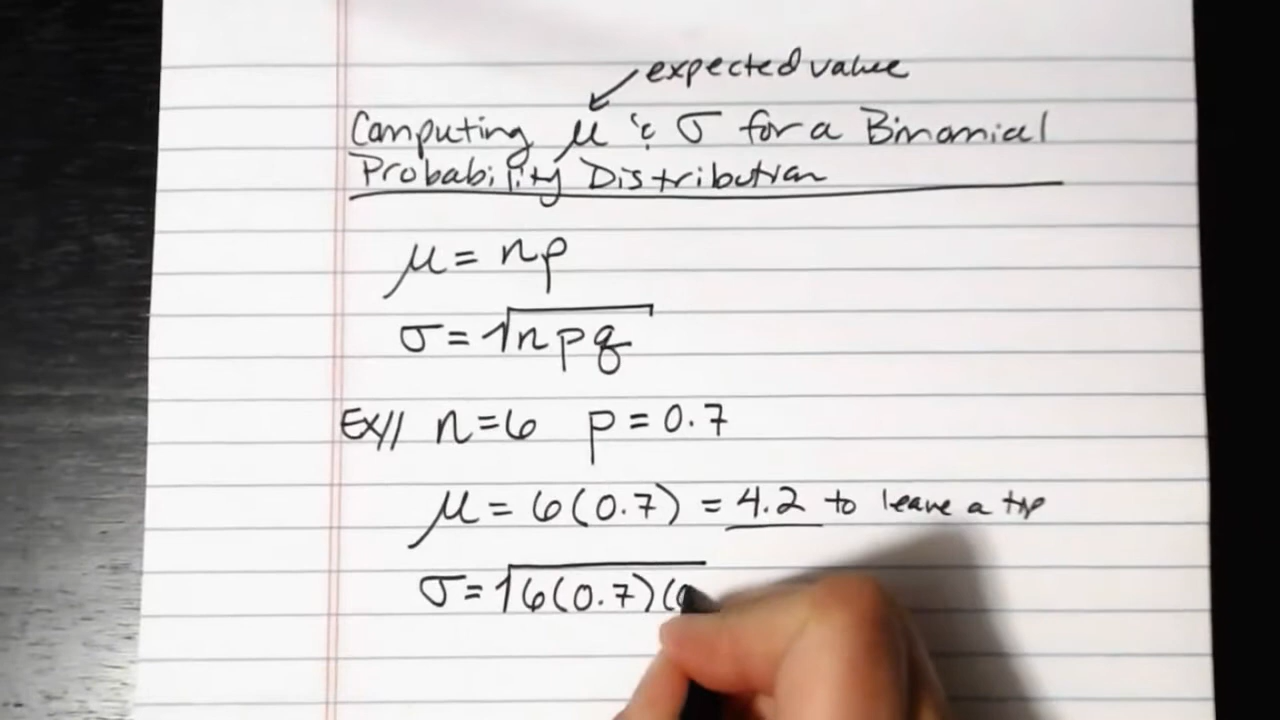 expected value
Computing μ & σ for a Binomial
Probability Distribution
μ = np
σ = √npq
EX// n=6 p=0.7
μ = 6(0.7) = 4.2 to leave a tip
σ = √6(0.7)(0